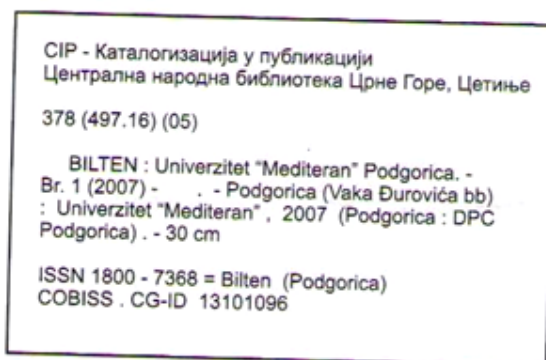 CIP - Каталогизација у публикацији
Централна народна библиотека Црне Горе, Цетиње
378 (497.16) (05)
BILTEN : Univerzitet “Mediteran” Podgorica. -
Br. 1 (2007) - . - Podgorica (Vaka Đurovića bb)
: Univerzitet “Mediteran” , 2007 (Podgorica : DPC
Podgorica) . - 30 cm
ISSN 1800 - 7368 = Bilten (Podgorica)
COBISS . CG-ID 13101096